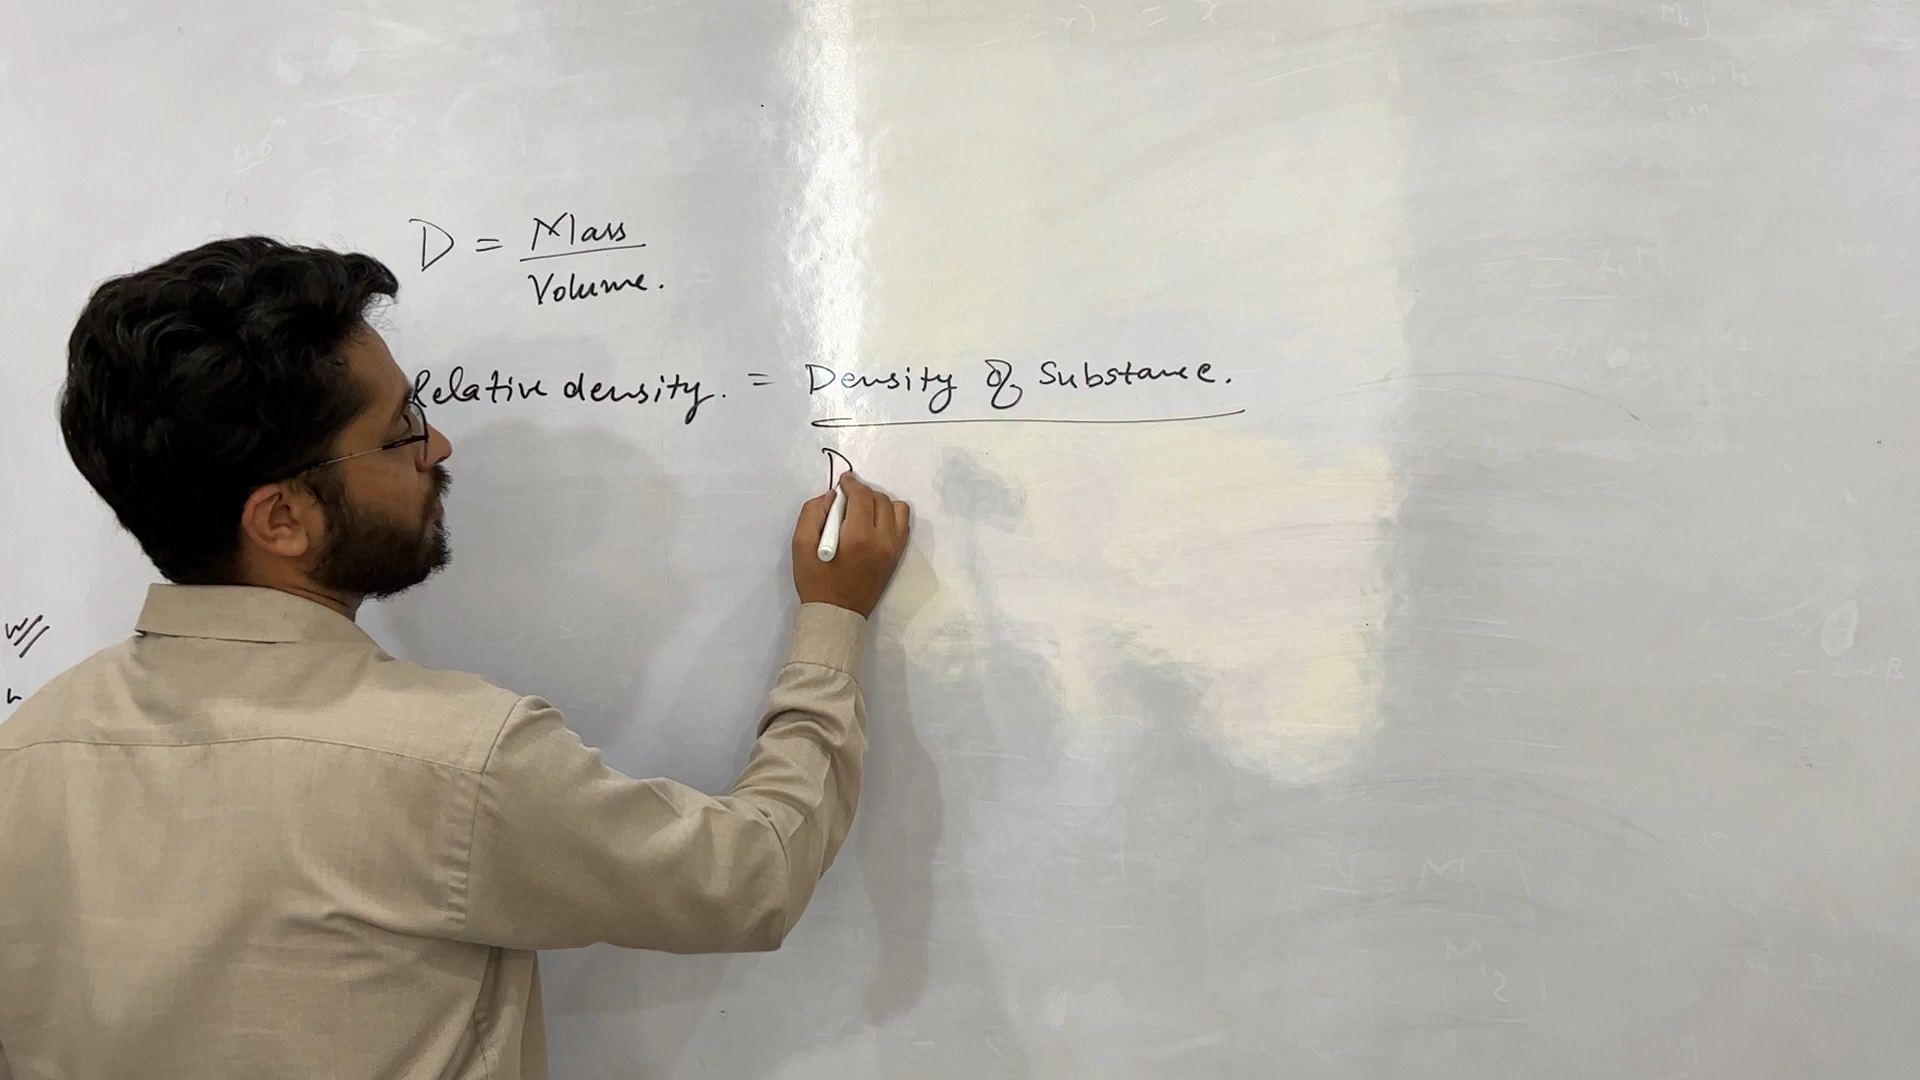 D = Mass
Volume.
Relative density. = Density of Substance.
D